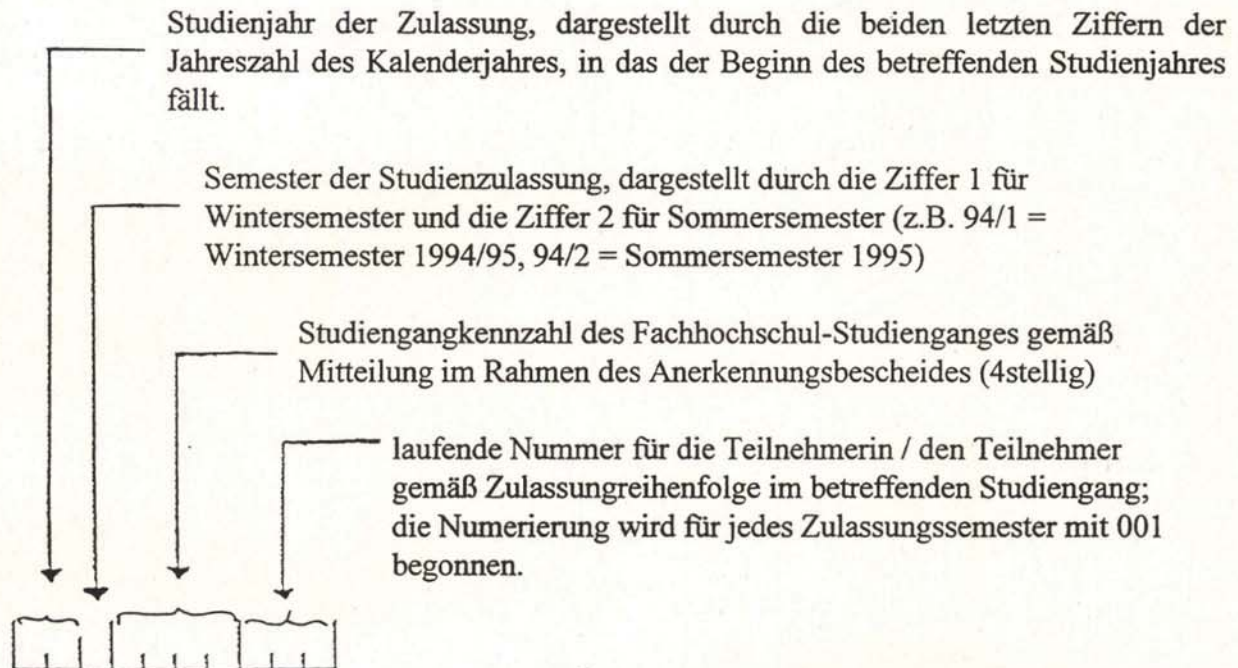 Studienjahr der Zulassung, dargestellt durch die beiden letzten Ziffern der
Jahreszahl des Kalenderjahres, in das der Beginn des betreffenden Studienjahres
fällt.
Semester der Studienzulassung, dargestellt durch die Ziffer 1 für
Wintersemester und die Ziffer 2 für Sommersemester (z.B. 94/1 =
Wintersemester 1994/95, 94/2 = Sommersemester 1995)
Studiengangkennzahl des Fachhochschul-Studienganges gemäß
Mitteilung im Rahmen des Anerkennungsbescheides (4stellig)
laufende Nummer für die Teilnehmerin / den Teilnehmer
gemäß Zulassungreihenfolge im betreffenden Studiengang;
die Numerierung wird für jedes Zulassungssemester mit 001
begonnen.